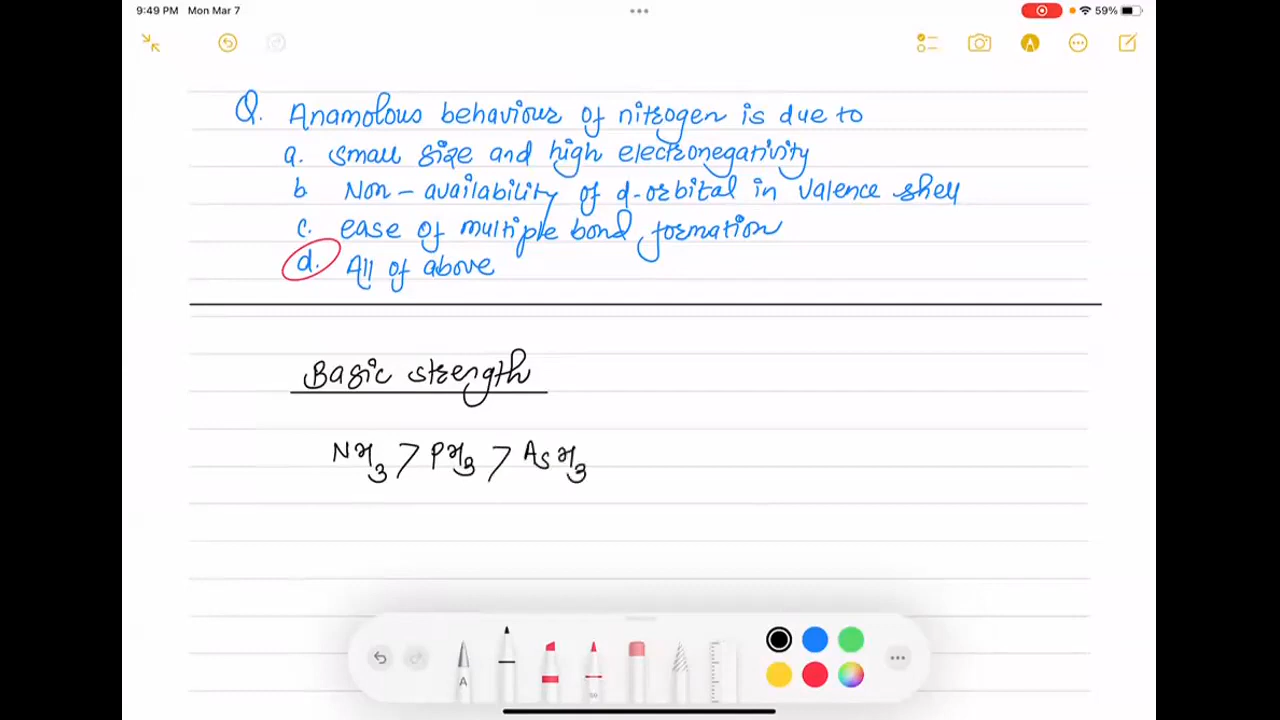 9:49 PM Mon Mar 7
59%
Q. Anamolous behaviour of nitrogen is due to
a. small size and high electronegativity
b Non-availability of d-orbital in valence shell
c. ease of multiple bond formation
d. All of above
Basic strength
NH3 > PH3 > AsH3
A
50